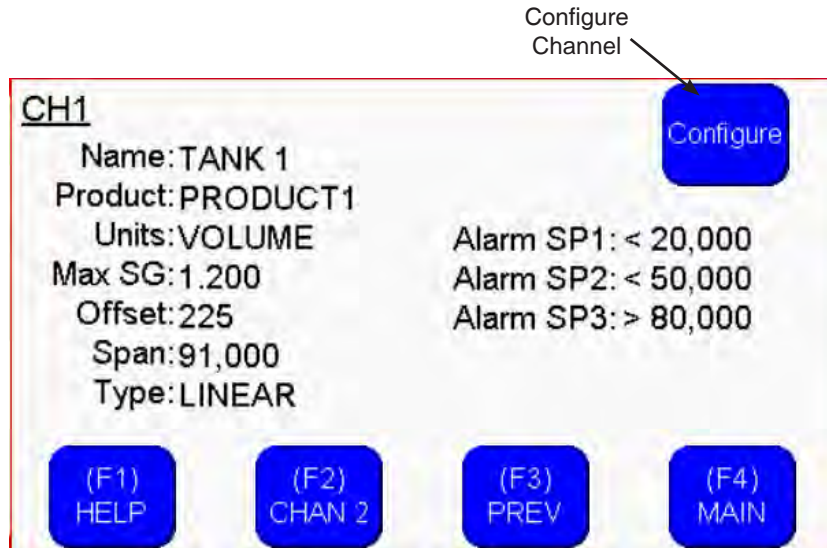 Configure
Channel
CH1
Configure
Name: TANK 1
Product: PRODUCT1
Units: VOLUME
Max SG: 1.200
Offset: 225
Span: 91,000
Type: LINEAR
Alarm SP1: < 20,000
Alarm SP2: < 50,000
Alarm SP3: > 80,000
(F1)
HELP
(F2)
CHAN 2
(F3)
PREV
(F4)
MAIN